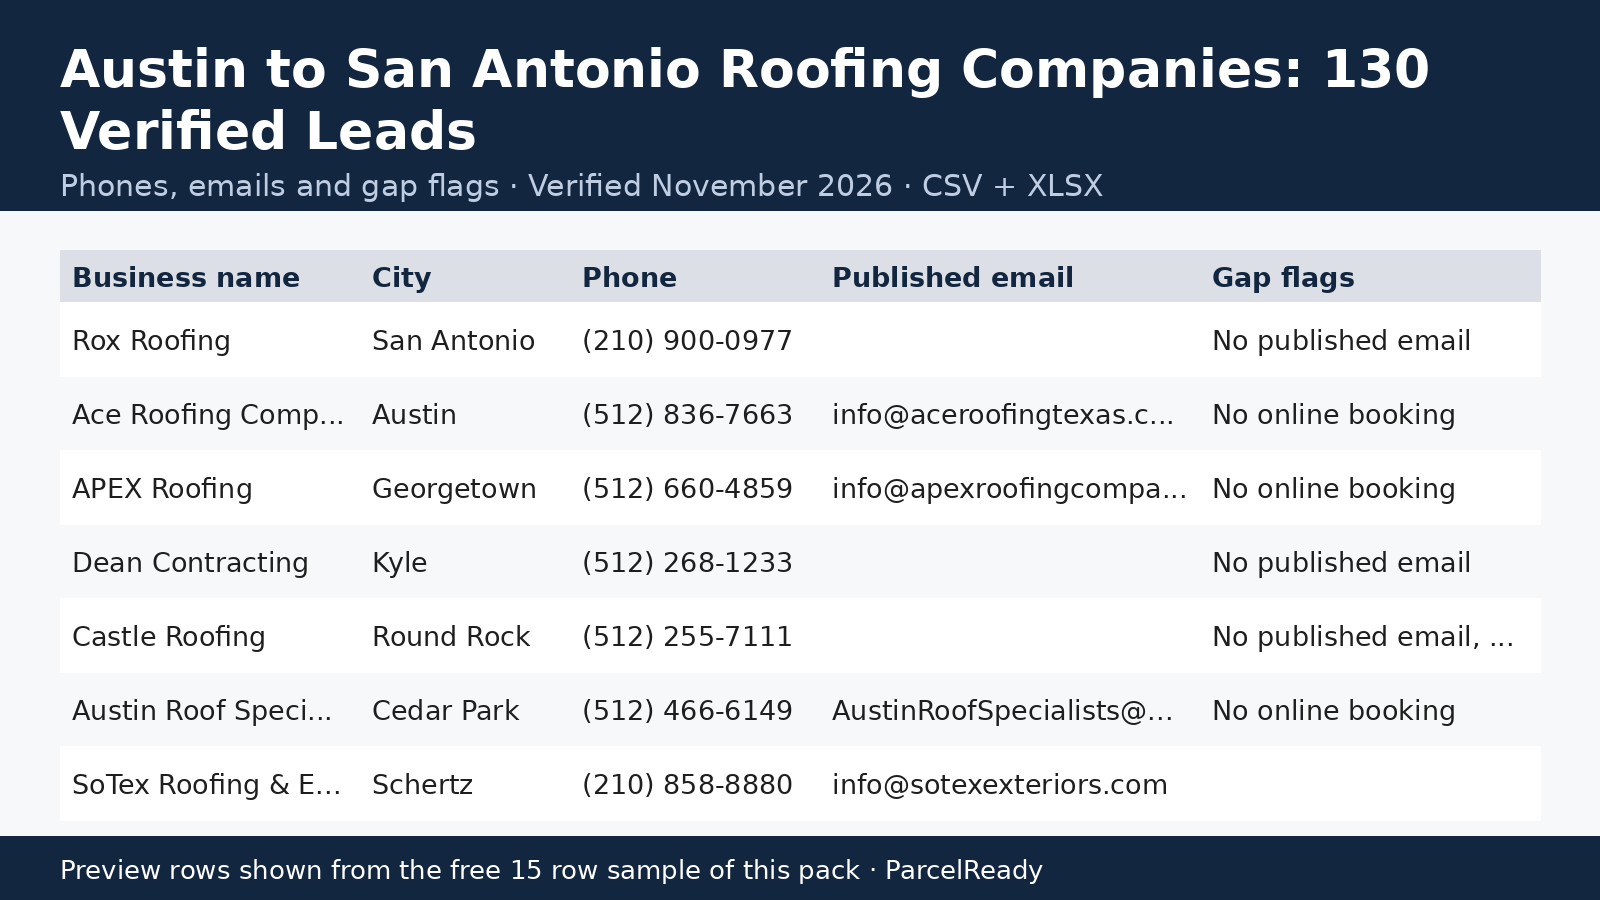 Austin to San Antonio Roofing Companies: 130
Verified Leads
Phones, emails and gap flags · Verified November 2026 · CSV + XLSX
Business name City Phone Published email Gap flags
Rox Roofing San Antonio (210) 900-0977 No published email
Ace Roofing Comp... Austin (512) 836-7663 info@aceroofingtexas.c... No online booking
APEX Roofing Georgetown (512) 660-4859 info@apexroofingcompa... No online booking
Dean Contracting Kyle (512) 268-1233 No published email
Castle Roofing Round Rock (512) 255-7111 No published email, ...
Austin Roof Speci... Cedar Park (512) 466-6149 AustinRoofSpecialists@... No online booking
SoTex Roofing & E... Schertz (210) 858-8880 info@sotexexteriors.com
Preview rows shown from the free 15 row sample of this pack · ParcelReady